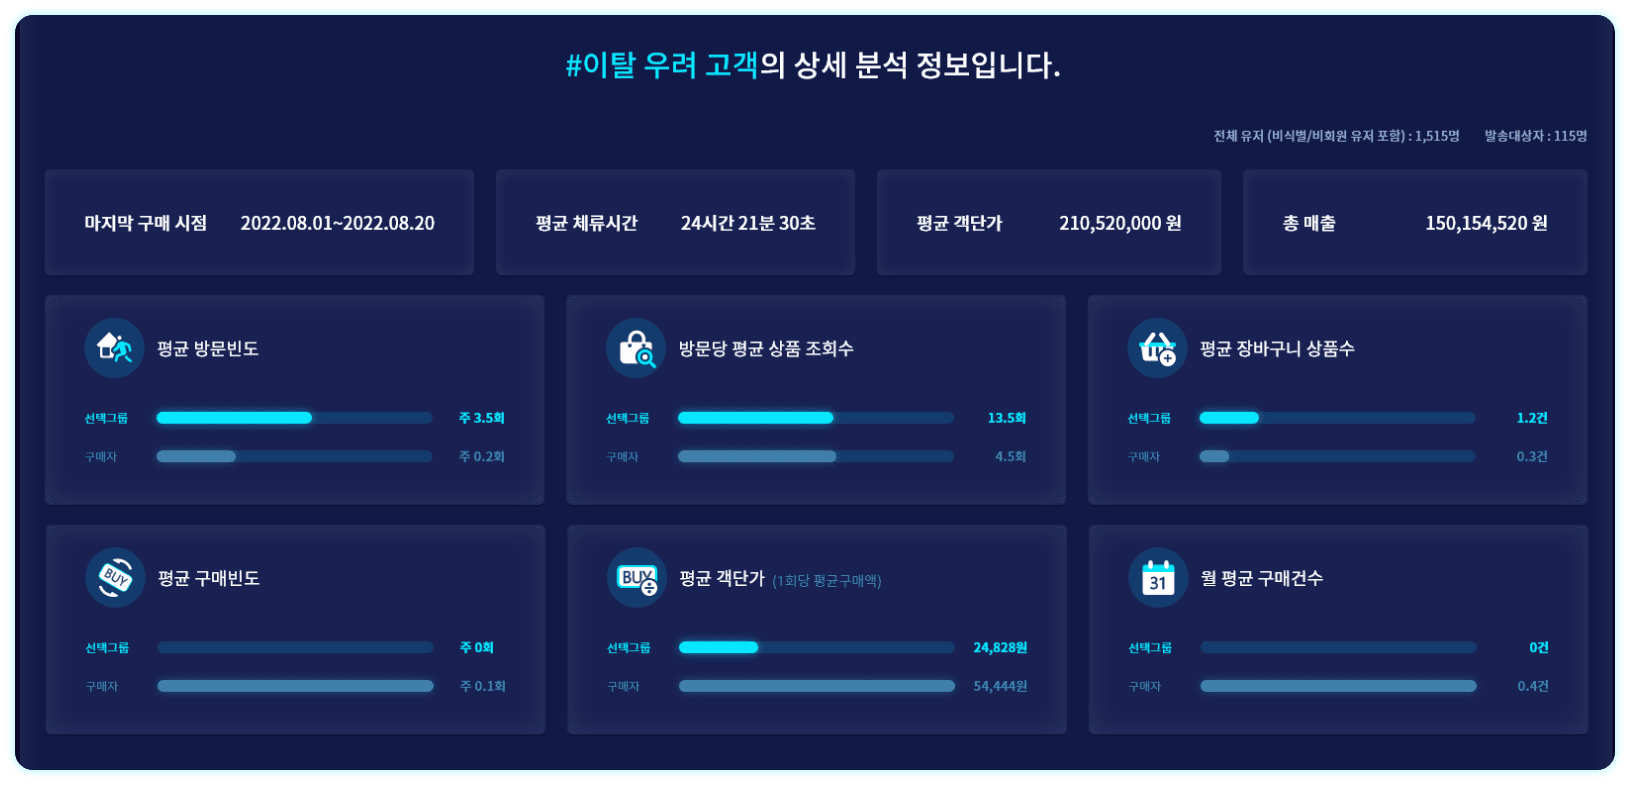 #이탈 우려 고객의 상세 분석 정보입니다.
전체 유저 (비식별/비회원 유저 포함) : 1,515명 발송대상자 : 115명
마지막 구매 시점 2022.08.01~2022.08.20
평균 체류시간 24시간 21분 30초
평균 객단가 210,520,000 원
총 매출 150,154,520 원
평균 방문빈도
선택그룹 주 3.5회
구매자 주 0.2회
방문당 평균 상품 조회수
선택그룹 13.5회
구매자 4.5회
평균 장바구니 상품수
선택그룹 1.2건
구매자 0.3건
BUY
평균 구매빈도
선택그룹 주 0회
구매자 주 0.1회
BUY
평균 객단가 (1회당 평균구매액)
선택그룹 24,828원
구매자 54,444원
31
월 평균 구매건수
선택그룹 0건
구매자 0.4건